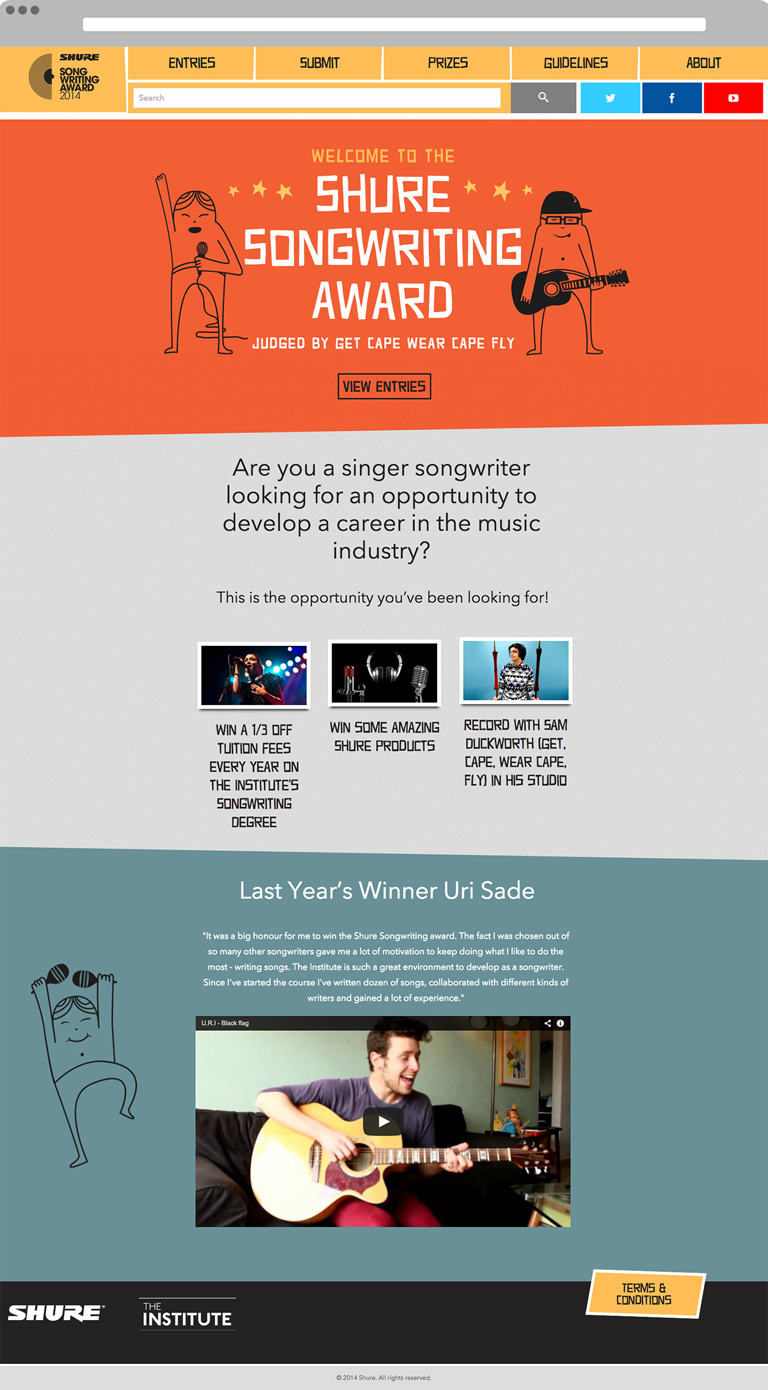 SHURE
SONG
WRITING
AWARD
2014
ENTRIES
SUBMIT
PRIZES
GUIDELINES
ABOUT
Search
WELCOME TO THE
SHURE
SONGWRITING
AWARD
JUDGED BY GET CAPE WEAR CAPE FLY
VIEW ENTRIES
Are you a singer songwriter
looking for an opportunity to
develop a career in the music
industry?
This is the opportunity you've been looking for!
WIN A 1/3 OFF
TUITION FEES
EVERY YEAR ON
THE INSTITUTE'S
SONGWRITING
DEGREE
WIN SOME AMAZING
SHURE PRODUCTS
RECORD WITH SAM
DUCKWORTH (GET,
CAPE, WEAR CAPE,
FLY) IN HIS STUDIO
Last Year's Winner Uri Sade
"It was a big honour for me to win the Shure Songwriting award. The fact I was chosen out of
so many other songwriters gave me a lot of motivation to keep doing what I like to do the
most - writing songs. The Institute is such a great environment to develop as a songwriter.
Since I've started the course I've written dozen of songs, collaborated with different kinds of
writers and gained a lot of experience."
U.R.I - Black flag
TERMS &
CONDITIONS
SHURE®
THE
INSTITUTE
© 2014 Shure. All rights reserved.